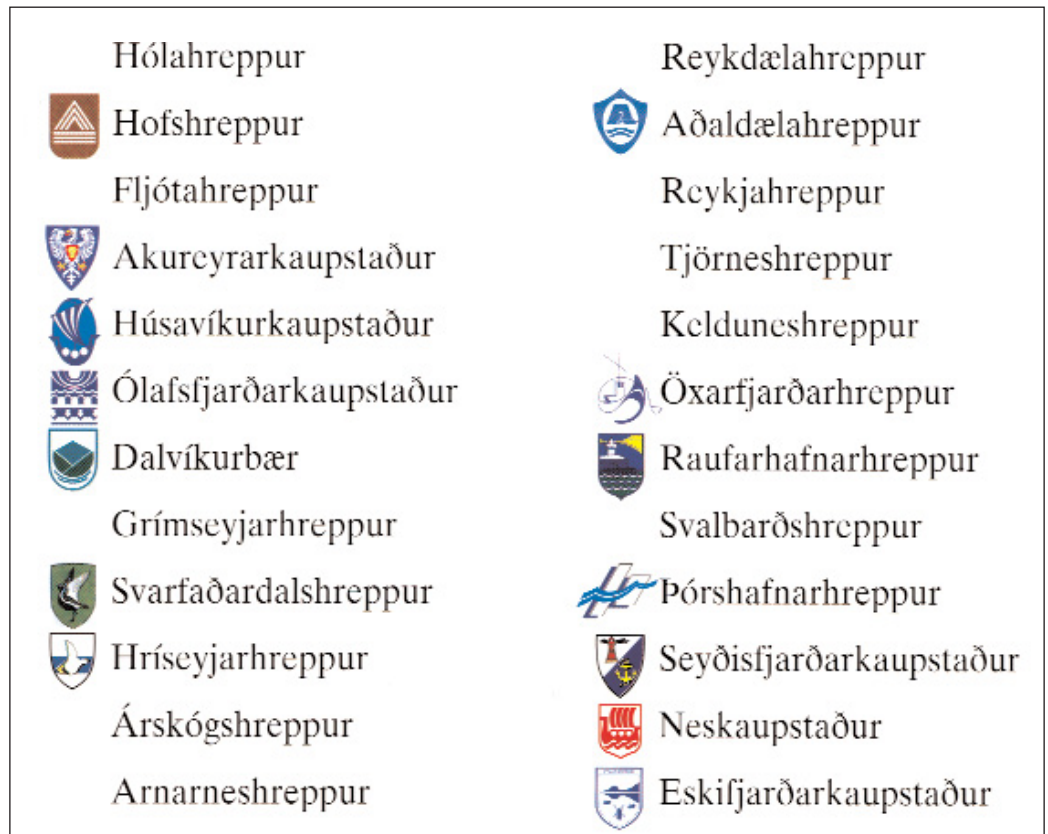 Hólahreppur
Hofshreppur
Fljótahreppur
Akureyrarkaupstaður
Húsavíkurkaupstaður
Ólafsfjarðarkaupstaður
Dalvíkurbær
Grímseyjarhreppur
Svarfaðardalshreppur
Hríseyjarhreppur
Árskógshreppur
Arnarneshreppur
Reykdælahreppur
Aðaldælahreppur
Reykjahreppur
Tjörneshreppur
Kelduneshreppur
Öxarfjarðarhreppur
Raufarhafnarhreppur
Svalbarðshreppur
Þórshafnarhreppur
Seyðisfjarðarkaupstaður
Neskaupstaður
Eskifjarðarkaupstaður